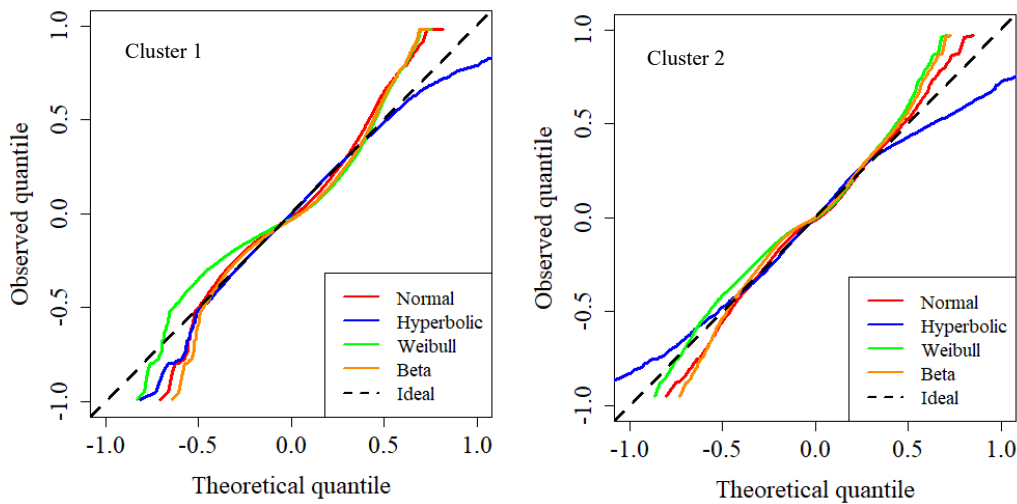 Cluster 1
Observed quantile
1.0
0.5
0.0
-0.5
-1.0
Normal
Hyperbolic
Weibull
Beta
Ideal
-1.0 -0.5 0.0 0.5 1.0
Theoretical quantile
Cluster 2
Observed quantile
1.0
0.5
0.0
-0.5
-1.0
Normal
Hyperbolic
Weibull
Beta
Ideal
-1.0 -0.5 0.0 0.5 1.0
Theoretical quantile